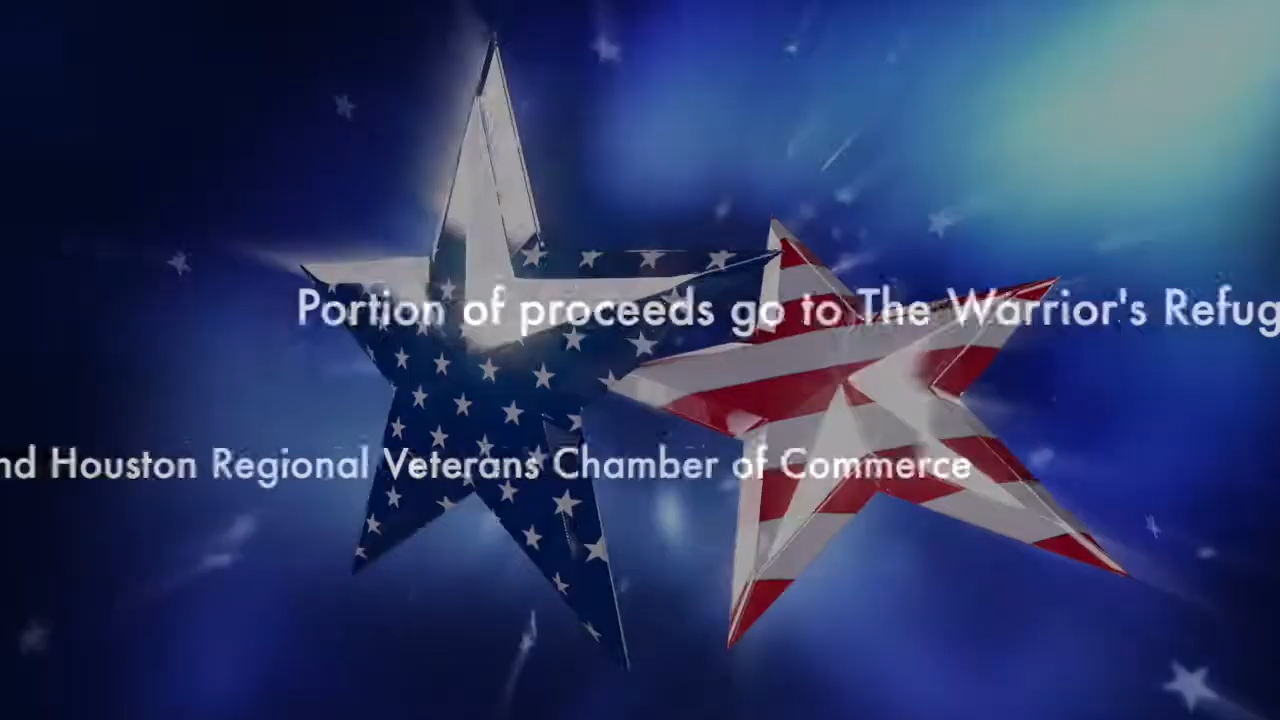 Portion of proceeds go to The Warrior's Refug
nd Houston Regional Veterans Chamber of Commerce